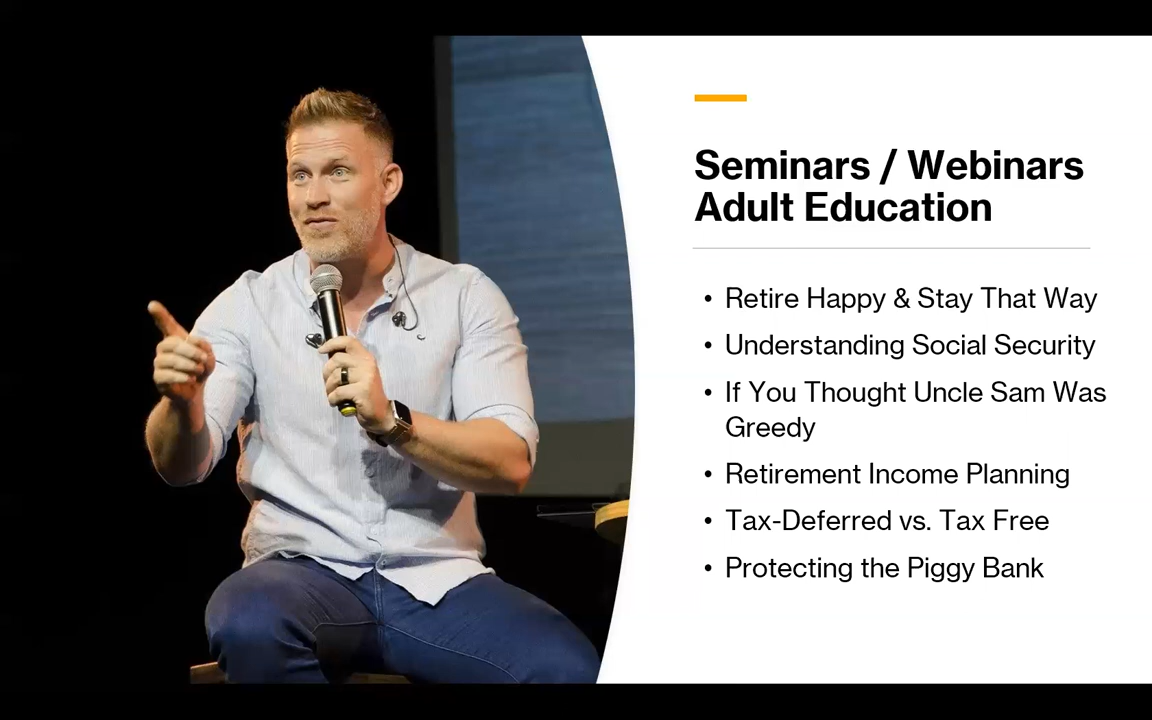 Seminars / Webinars
Adult Education
• Retire Happy & Stay That Way
• Understanding Social Security
• If You Thought Uncle Sam Was
Greedy
• Retirement Income Planning
• Tax-Deferred vs. Tax Free
• Protecting the Piggy Bank